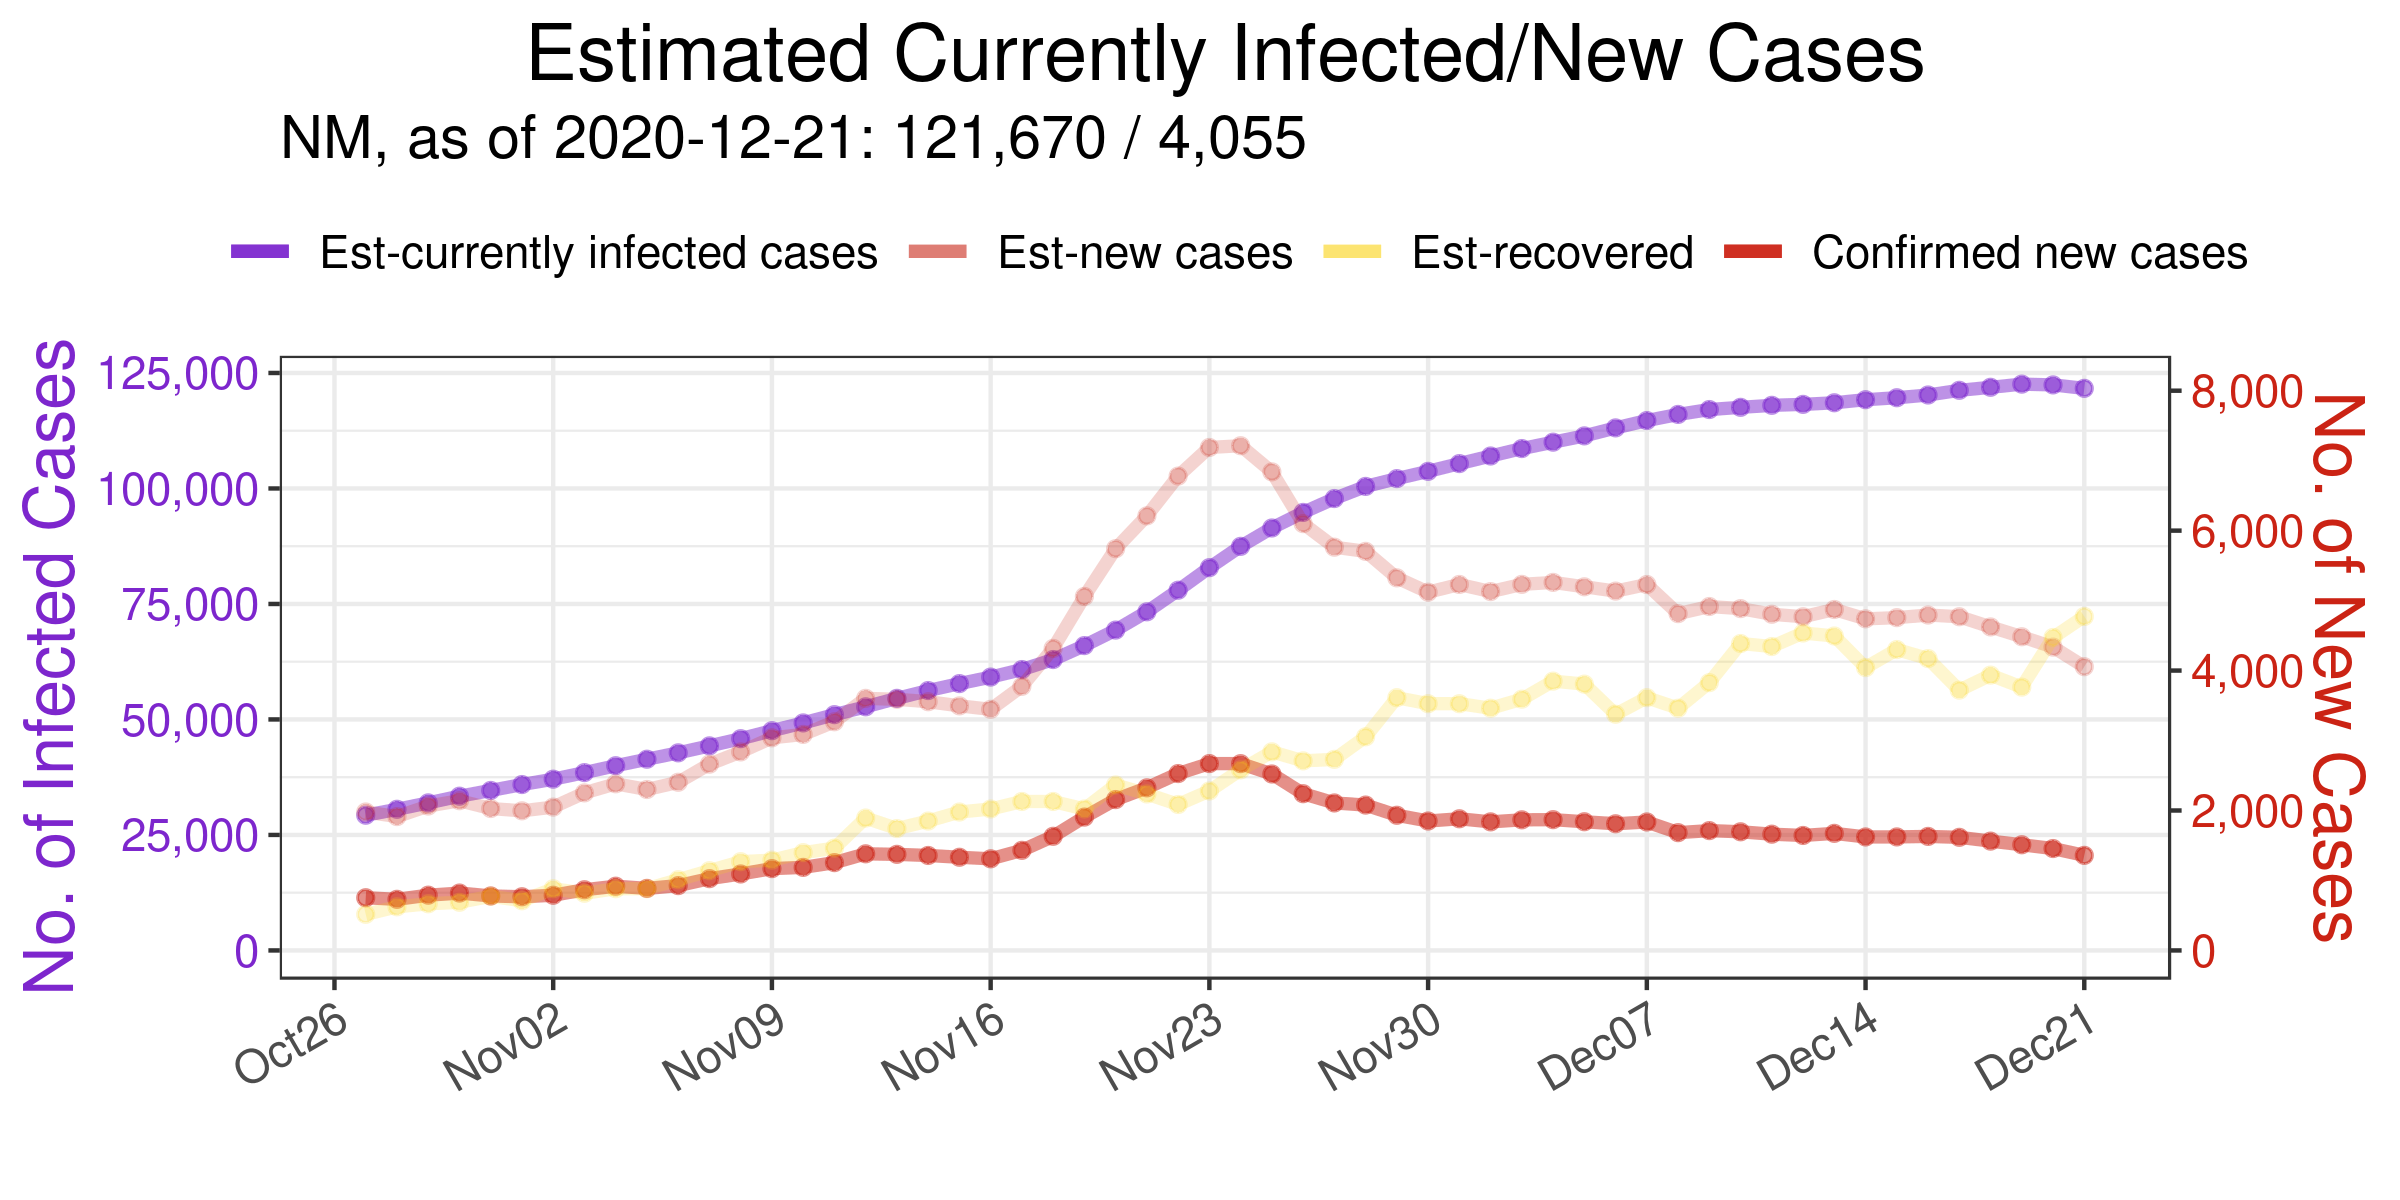 Estimated Currently Infected/New Cases
NM, as of 2020-12-21: 121,670 / 4,055
Est-currently infected cases Est-new cases Est-recovered Confirmed new cases
No. of Infected Cases
125,000
100,000
75,000
50,000
25,000
0
8,000
6,000
4,000
2,000
0
No. of New Cases
Oct26 Nov02 Nov09 Nov16 Nov23 Nov30 Dec07 Dec14 Dec21